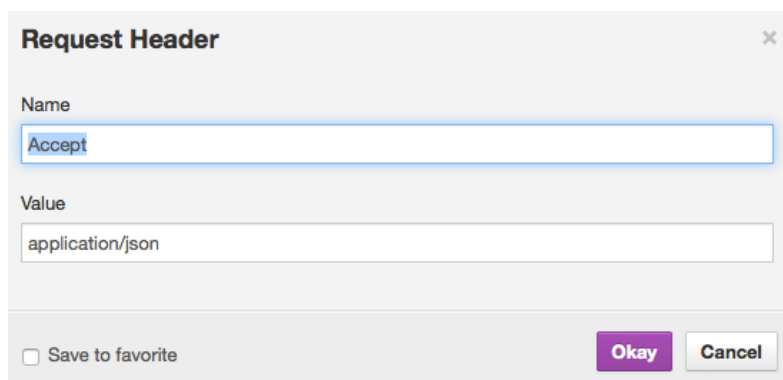 Request Header ×
Name
Accept
Value
application/json
Save to favorite Okay Cancel